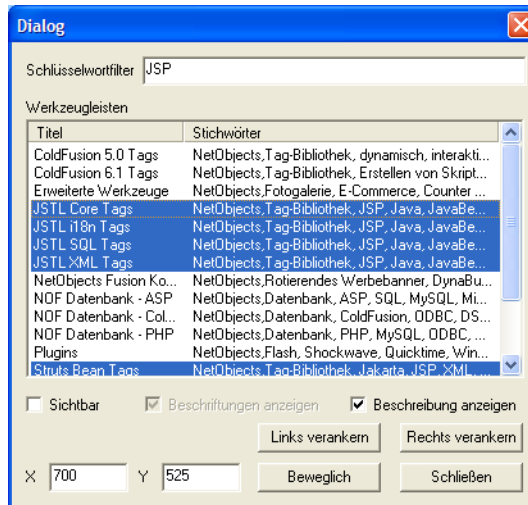 Dialog
Schlüsselwortfilter JSP
Werkzeugleisten
Titel Stichwörter
ColdFusion 5.0 Tags NetObjects,Tag-Bibliothek, dynamisch, interakti...
ColdFusion 6.1 Tags NetObjects,Tag-Bibliothek, Erstellen von Skript...
Erweiterte Werkzeuge NetObjects,Fotogalerie, E-Commerce, Counter ...
JSTL Core Tags NetObjects,Tag-Bibliothek, JSP, Java, JavaBe...
JSTL i18n Tags NetObjects,Tag-Bibliothek, JSP, Java, JavaBe...
JSTL SQL Tags NetObjects,Tag-Bibliothek, JSP, Java, JavaBe...
JSTL XML Tags NetObjects,Tag-Bibliothek, JSP, Java, JavaBe...
NetObjects Fusion Ko... NetObjects,Rotierendes Werbebanner, DynaBu...
NOF Datenbank - ASP NetObjects,Datenbank, ASP, SQL, MySQL, Mi...
NOF Datenbank - Col... NetObjects,Datenbank, ColdFusion, ODBC, DS...
NOF Datenbank - PHP NetObjects,Datenbank, PHP, MySQL, ODBC, ...
Plugins NetObjects,Flash, Shockwave, Quicktime, Win...
Struts Bean Tags NetObjects,Tag-Bibliothek, Jakarta, JSP, XML, ...
Sichtbar Beschriftungen anzeigen Beschreibung anzeigen
Links verankern Rechts verankern
X 700 Y 525 Beweglich Schließen